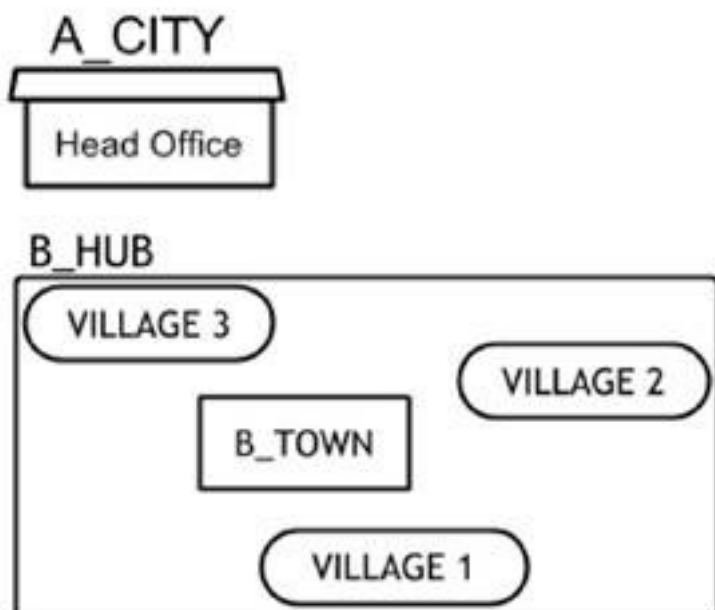 A_CITY
Head Office
B_HUB
VILLAGE 3
VILLAGE 2
B_TOWN
VILLAGE 1